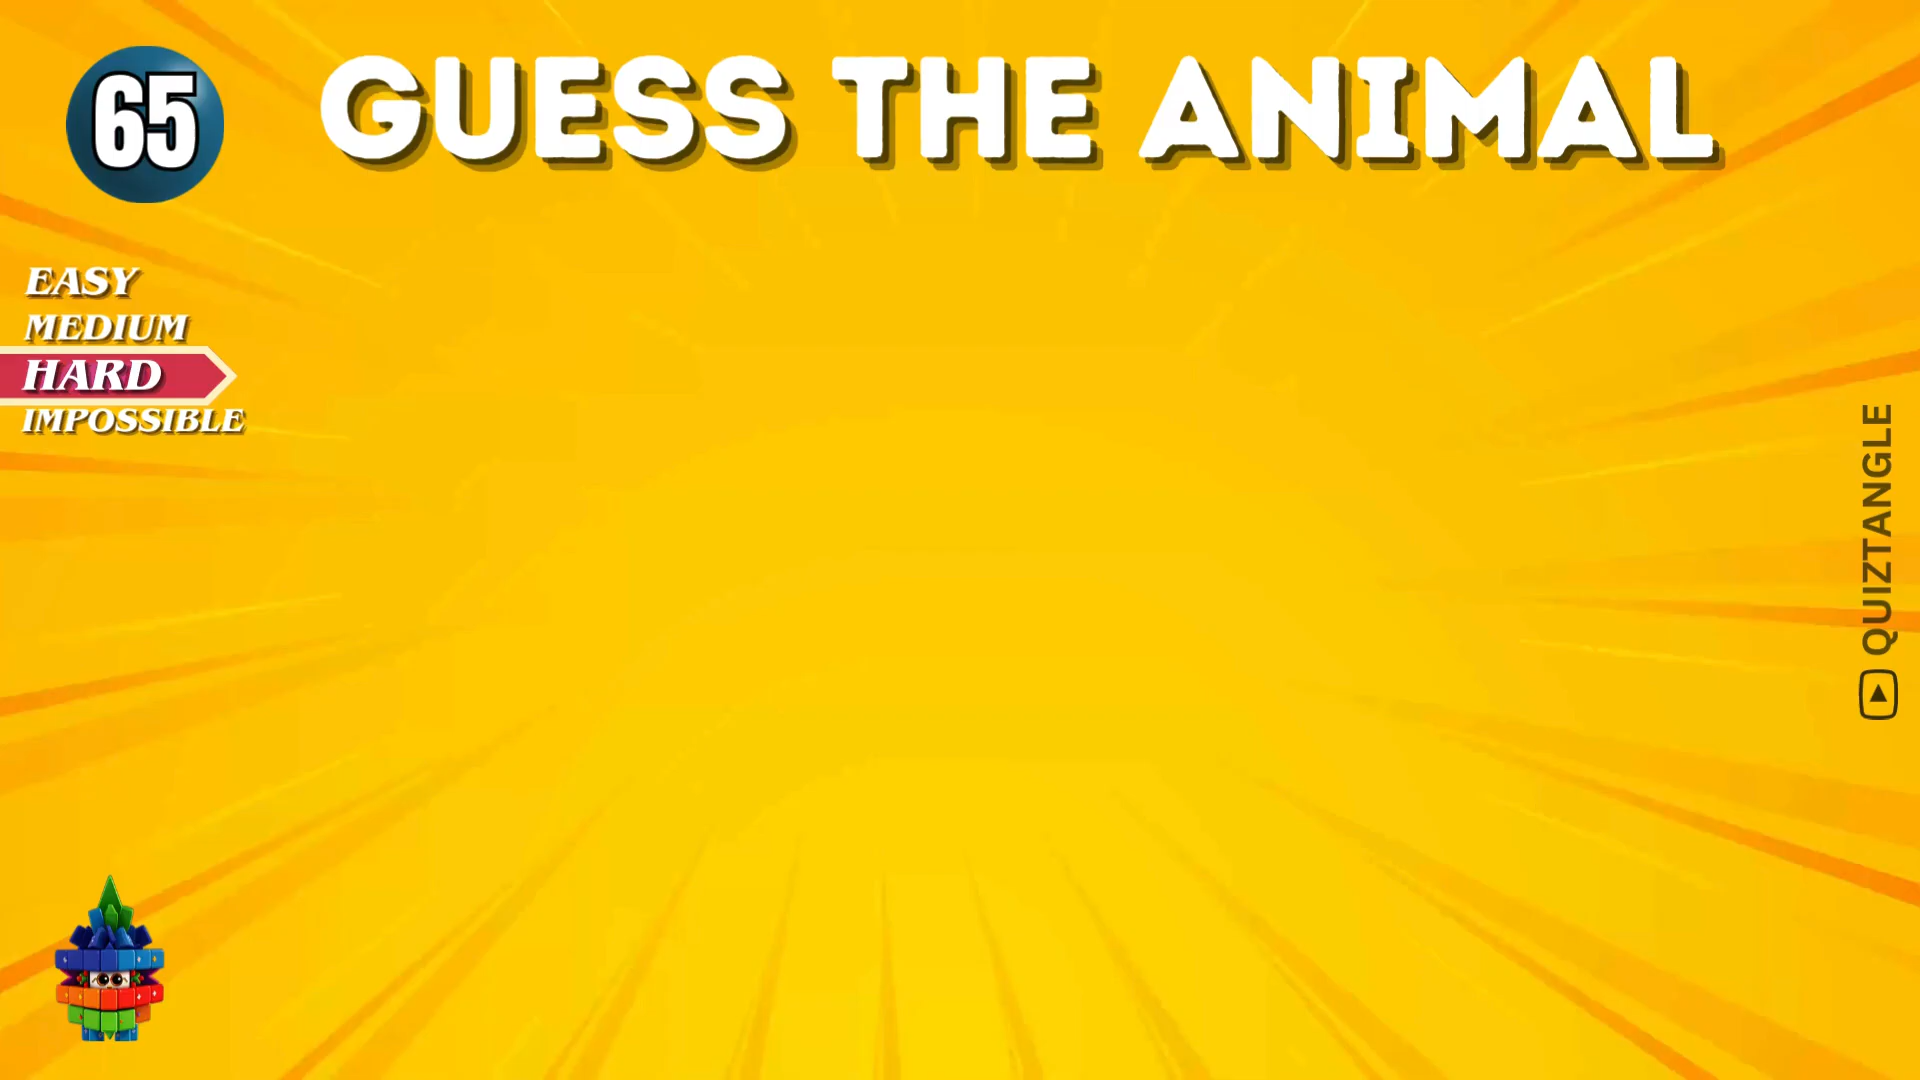 65
GUESS THE ANIMAL
EASY
MEDIUM
HARD
IMPOSSIBLE
QUIZTANGLE